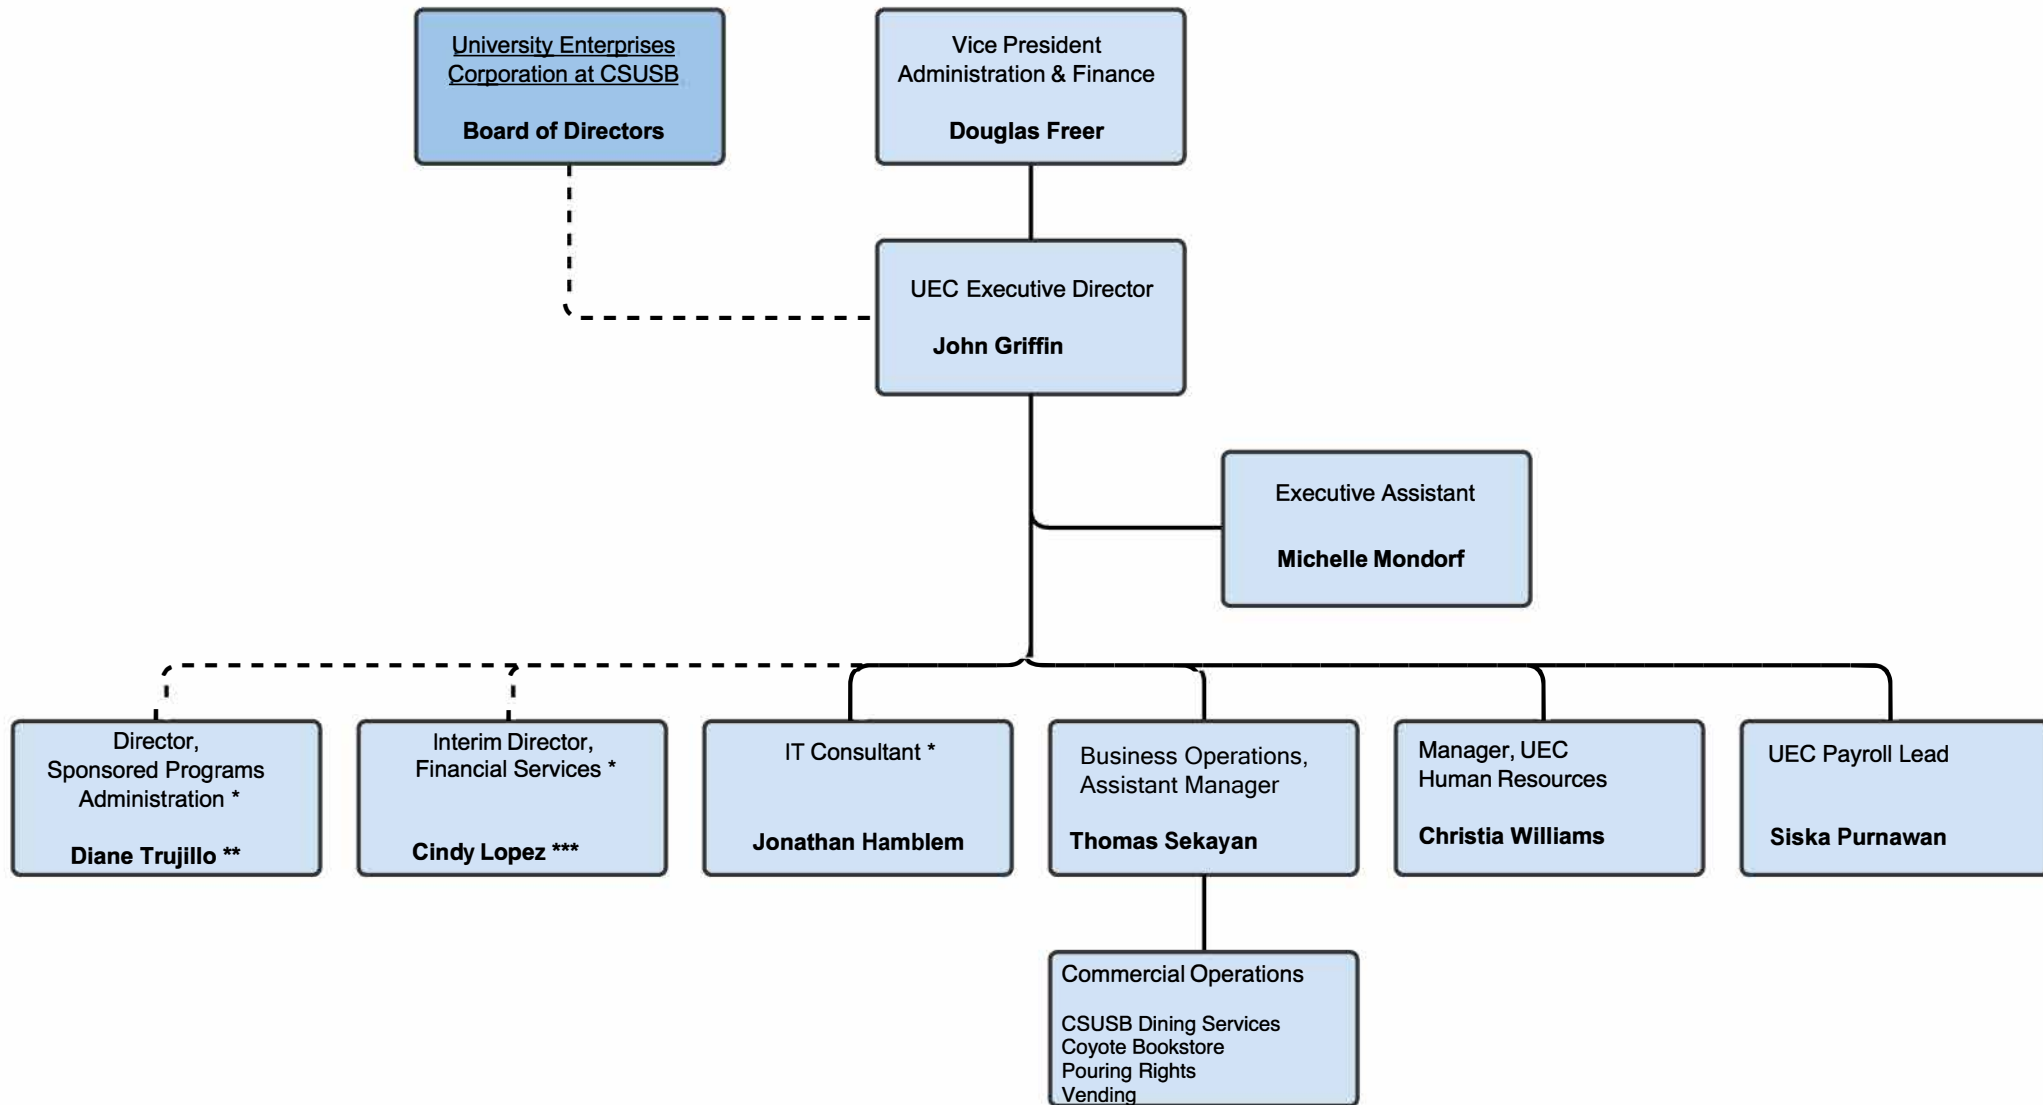 University Enterprises
Corporation at CSUSB
Board of Directors
Vice President
Administration & Finance
Douglas Freer
UEC Executive Director
John Griffin
Executive Assistant
Michelle Mondorf
Director,
Sponsored Programs
Administration *
Diane Trujillo **
Interim Director,
Financial Services *
Cindy Lopez ***
IT Consultant *
Jonathan Hamblem
Business Operations,
Assistant Manager
Thomas Sekayan
Manager, UEC
Human Resources
Christia Williams
UEC Payroll Lead
Siska Purnawan
Commercial Operations
CSUSB Dining Services
Coyote Bookstore
Pouring Rights
Vending